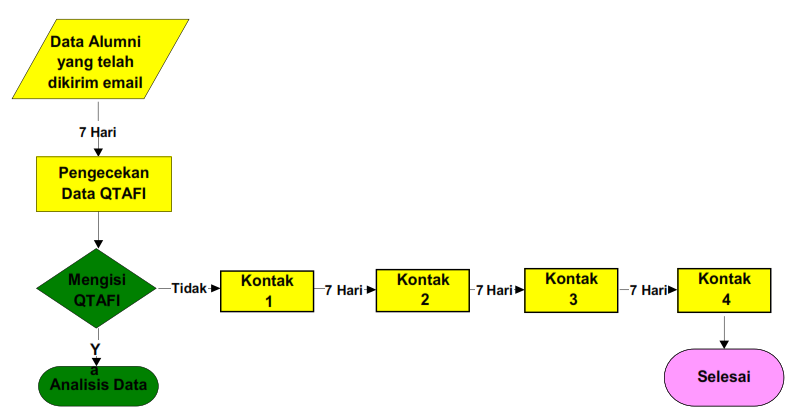 Data Alumni
yang telah
dikirim email
7 Hari
Pengecekan
Data QTAFI
Mengisi
QTAFI
Tidak
Kontak
1
7 Hari
Kontak
2
7 Hari
Kontak
3
7 Hari
Kontak
4
Y
a
Analisis Data
Selesai